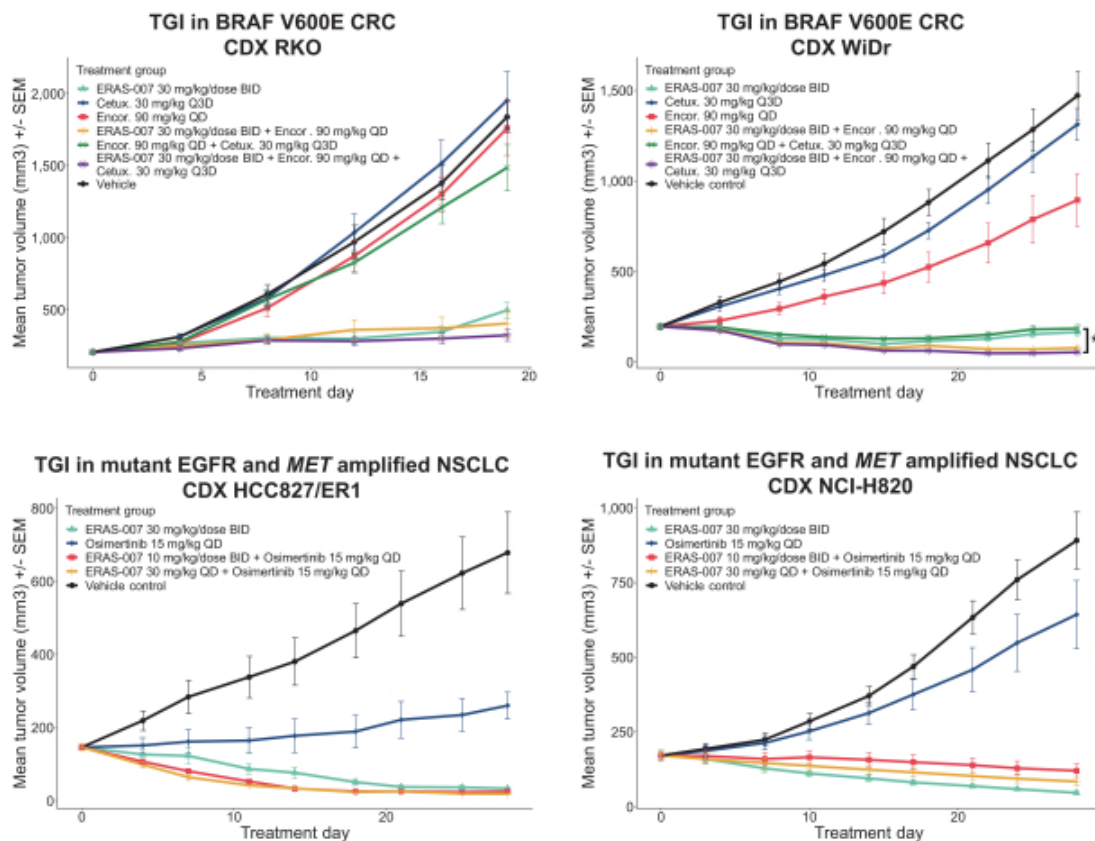 TGI in BRAF V600E CRC
CDX RKO
Treatment group
ERAS-007 30 mg/kg/dose BID
Cetux. 30 mg/kg Q3D
Encor. 90 mg/kg QD
ERAS-007 30 mg/kg/dose BID + Encor . 90 mg/kg QD
Encor. 90 mg/kg QD + Cetux. 30 mg/kg Q3D
ERAS-007 30 mg/kg/dose BID + Encor. 90 mg/kg QD +
Cetux. 30 mg/kg Q3D
Vehicle
Mean tumor volume (mm3) +/- SEM
2,000
1,500
1,000
500
0
5
10
15
20
Treatment day
TGI in BRAF V600E CRC
CDX WiDr
Treatment group
ERAS-007 30 mg/kg/dose BID
Cetux. 30 mg/kg Q3D
Encor. 90 mg/kg QD
ERAS-007 30 mg/kg/dose BID + Encor . 90 mg/kg QD
Encor. 90 mg/kg QD + Cetux. 30 mg/kg Q3D
ERAS-007 30 mg/kg/dose BID + Encor. 90 mg/kg QD +
Cetux. 30 mg/kg Q3D
Vehicle control
Mean tumor volume (mm3) +/- SEM
1,500
1,000
500
0
*
0
10
20
Treatment day
TGI in mutant EGFR and MET amplified NSCLC
CDX HCC827/ER1
Treatment group
ERAS-007 30 mg/kg/dose BID
Osimertinib 15 mg/kg QD
ERAS-007 10 mg/kg/dose BID + Osimertinib 15 mg/kg QD
ERAS-007 30 mg/kg QD + Osimertinib 15 mg/kg QD
Vehicle control
Mean tumor volume (mm3) +/- SEM
800
600
400
200
0
0
10
20
Treatment day
TGI in mutant EGFR and MET amplified NSCLC
CDX NCI-H820
Treatment group
ERAS-007 30 mg/kg/dose BID
Osimertinib 15 mg/kg QD
ERAS-007 10 mg/kg/dose BID + Osimertinib 15 mg/kg QD
ERAS-007 30 mg/kg QD + Osimertinib 15 mg/kg QD
Vehicle control
Mean tumor volume (mm3) +/- SEM
1,000
750
500
250
0
0
10
20
Treatment day